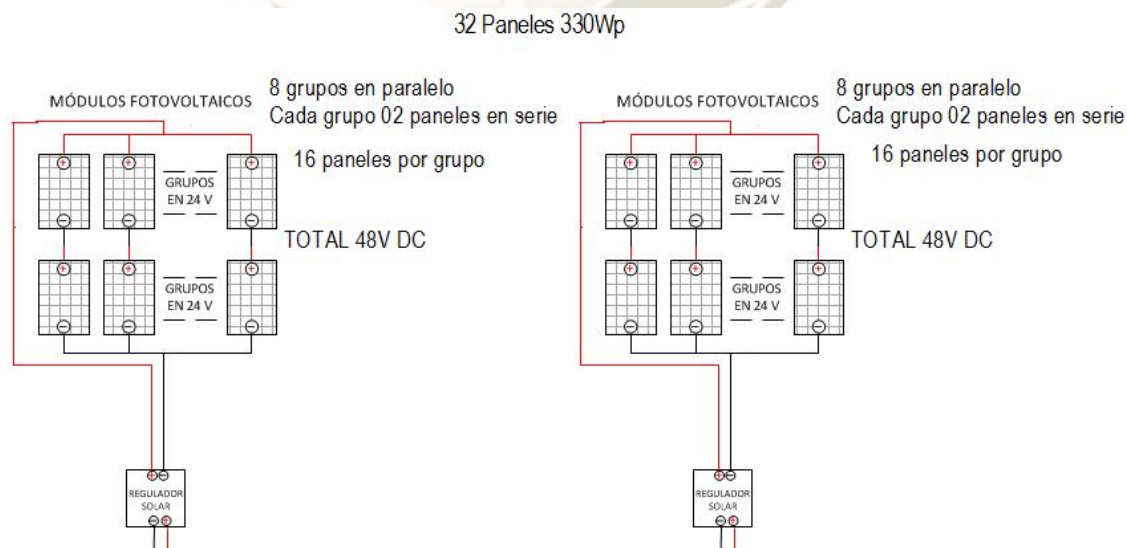 32 Paneles 330Wp
MÓDULOS FOTOVOLTAICOS
8 grupos en paralelo
Cada grupo 02 paneles en serie
16 paneles por grupo
GRUPOS
EN 24 V
TOTAL 48V DC
GRUPOS
EN 24 V
REGULADOR
SOLAR
MÓDULOS FOTOVOLTAICOS
8 grupos en paralelo
Cada grupo 02 paneles en serie
16 paneles por grupo
GRUPOS
EN 24 V
TOTAL 48V DC
GRUPOS
EN 24 V
REGULADOR
SOLAR